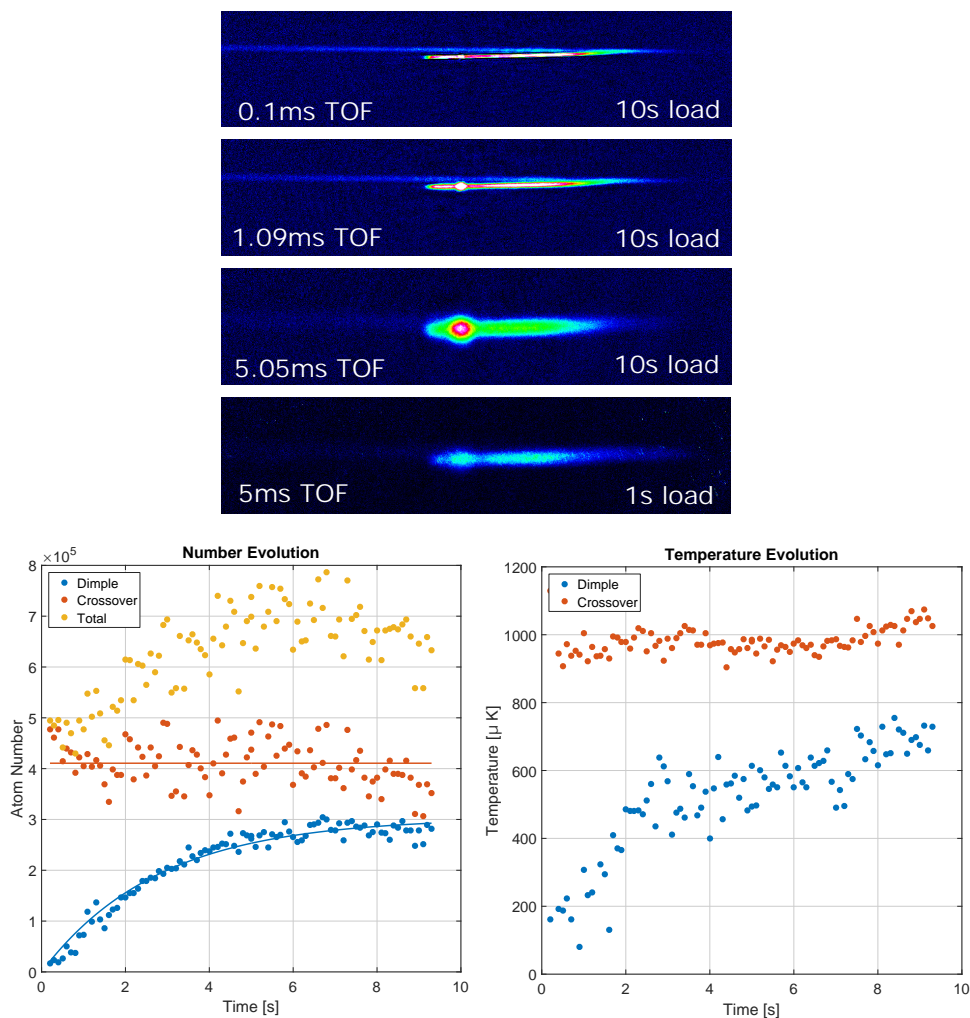 0.1ms TOF 10s load
1.09ms TOF 10s load
5.05ms TOF 10s load
5ms TOF 1s load
Number Evolution
×10⁵
8
7
6
5
4
3
2
1
0
Atom Number
Dimple
Crossover
Total
0 2 4 6 8 10
Time [s]
Temperature Evolution
1200
1000
800
600
400
200
0
Temperature [μ K]
Dimple
Crossover
0 2 4 6 8 10
Time [s]